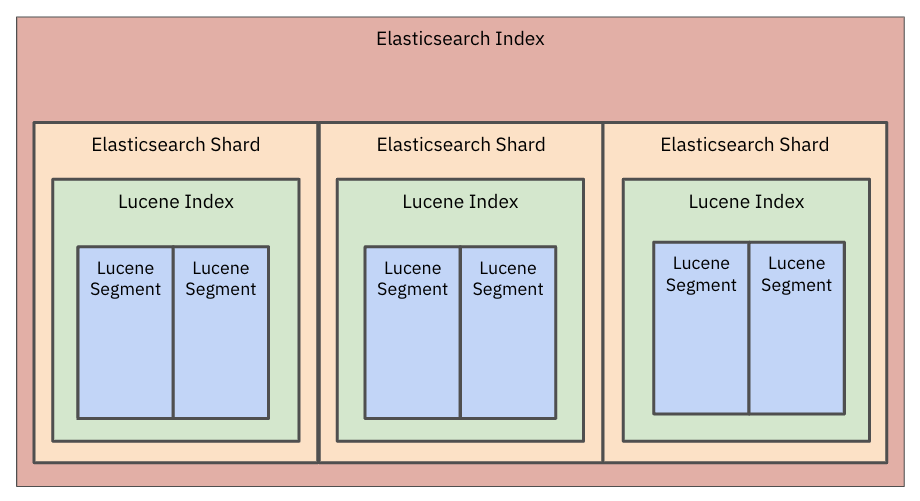 Elasticsearch Index
Elasticsearch Shard
Lucene Index
Lucene
Segment
Lucene
Segment
Elasticsearch Shard
Lucene Index
Lucene
Segment
Lucene
Segment
Elasticsearch Shard
Lucene Index
Lucene
Segment
Lucene
Segment